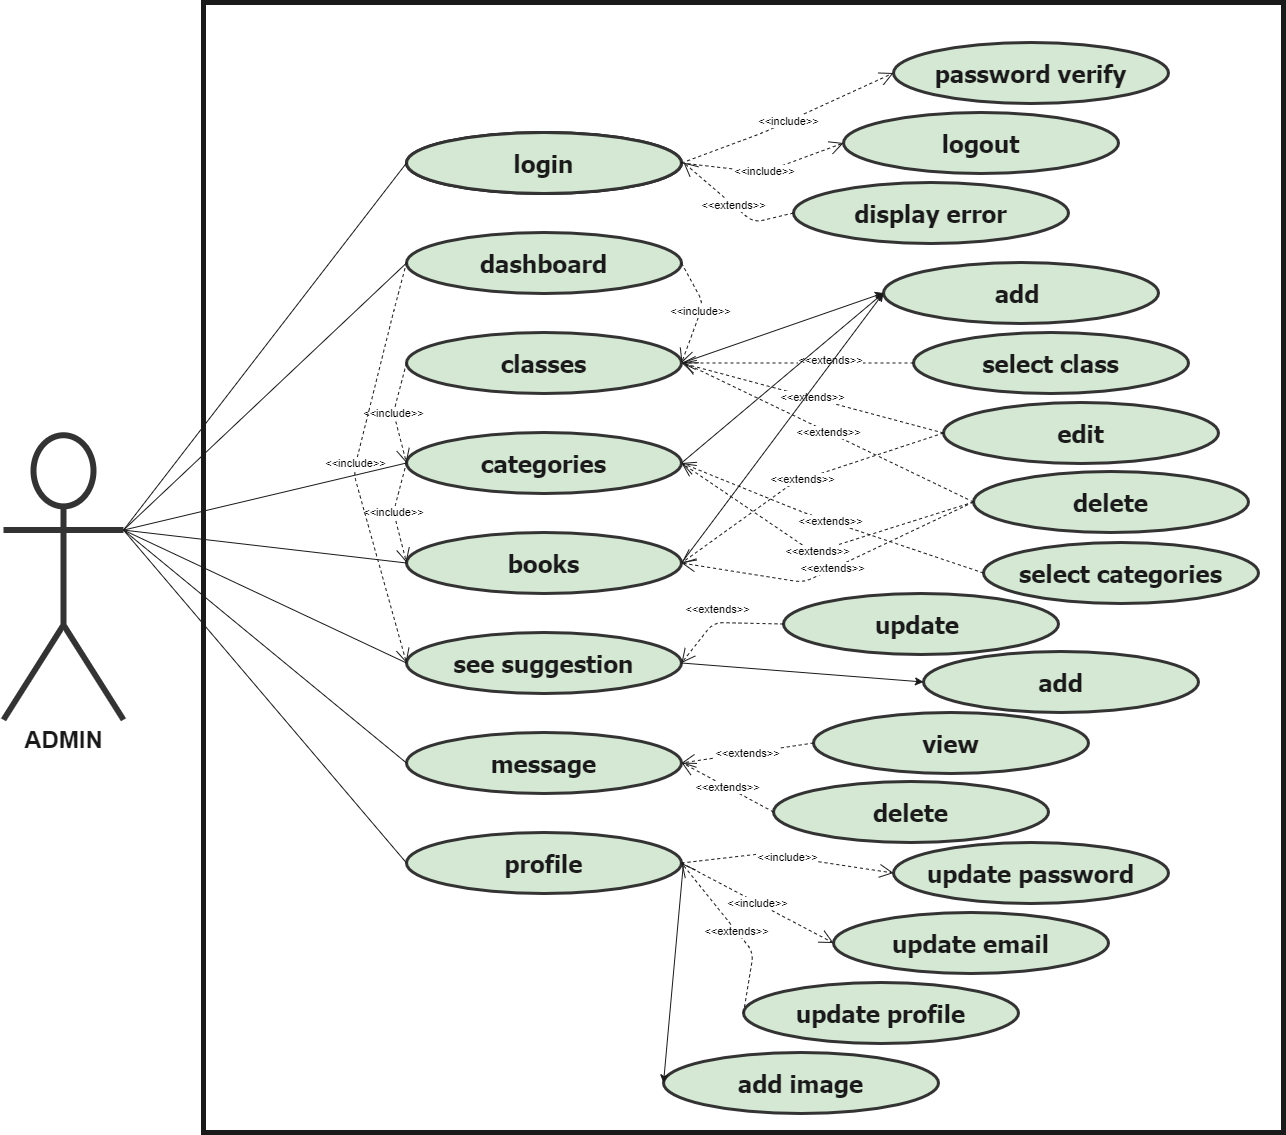 password verify
<<include>>
logout
login
<<include>>
<<extends>>
display error
dashboard
add
<<include>>
classes
<<extends>>
select class
<<extends>>
<<include>>
<<extends>>
edit
<<include>>
categories
<<extends>>
delete
<<include>>
<<extends>>
<<extends>>
books
<<extends>>
select categories
<<extends>>
update
see suggestion
add
ADMIN
view
<<extends>>
message
<<extends>>
delete
<<include>>
profile
update password
<<include>>
<<extends>>
update email
update profile
add image